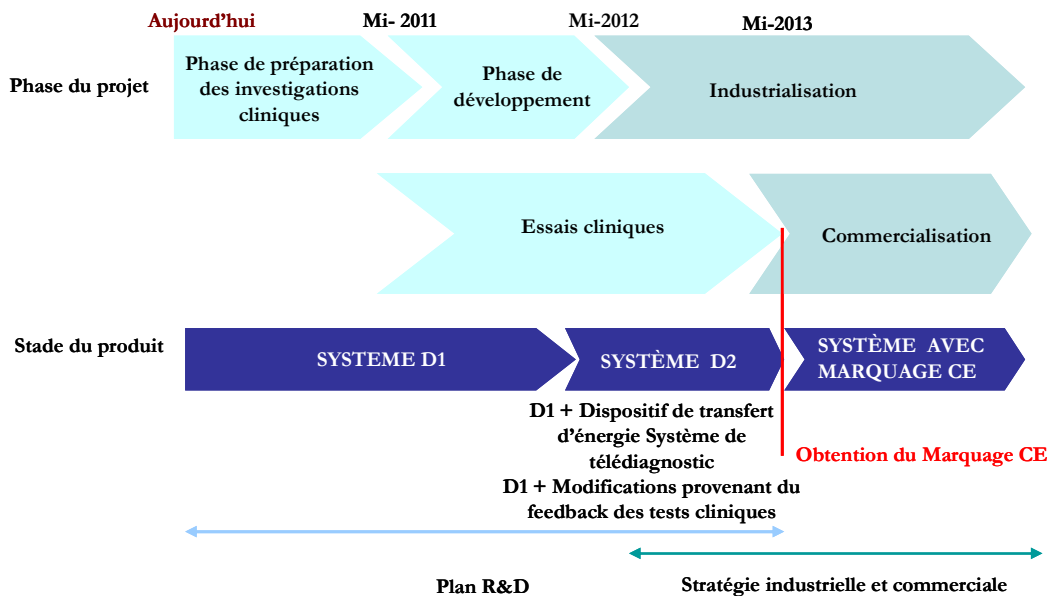 Aujourd'hui
Mi- 2011
Mi-2012
Mi-2013
Phase du projet
Phase de préparation
des investigations
cliniques
Phase de
développement
Industrialisation
Essais cliniques
Commercialisation
Stade du produit
SYSTEME D1
SYSTÈME D2
SYSTÈME AVEC
MARQUAGE CE
D1 + Dispositif de transfert
d'énergie Système de
télédiagnostic
Obtention du Marquage CE
D1 + Modifications provenant du
feedback des tests cliniques
Plan R&D
Stratégie industrielle et commerciale